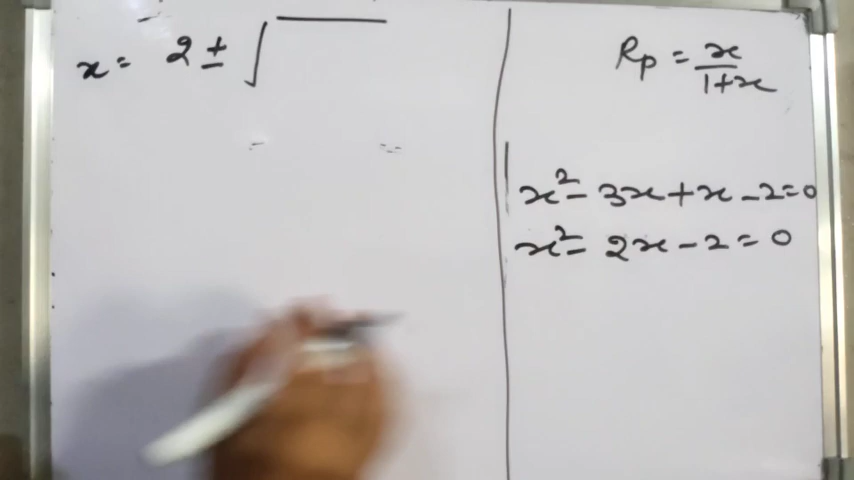 x = 2 ± √
Rp = x/1+x
x² - 3x + x - 2 = 0
x² - 2x - 2 = 0